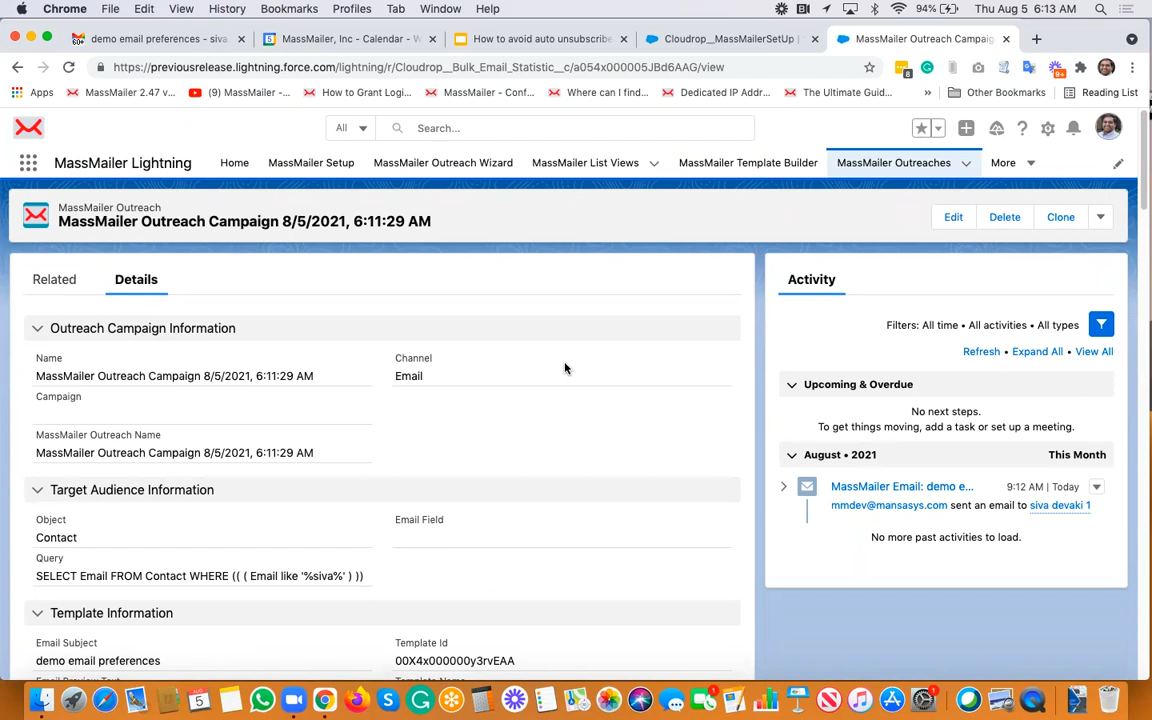 Chrome File Edit View History Bookmarks Profiles Tab Window Help 94% Thu Aug 5 6:13 AM
demo email preferences - siva × MassMailer, Inc - Calendar - W × How to avoid auto unsubscribe × Cloudrop__MassMailerSetUp | × MassMailer Outreach Campaig × +
https://previousrelease.lightning.force.com/lightning/r/Cloudrop__Bulk_Email_Statistic__c/a054x000005JBd6AAG/view
Apps MassMailer 2.47 v... (9) MassMailer -... How to Grant Logi... MassMailer - Conf... Where can I find... Dedicated IP Addr... The Ultimate Guid... » Other Bookmarks Reading List
All Search...
MassMailer Lightning Home MassMailer Setup MassMailer Outreach Wizard MassMailer List Views MassMailer Template Builder MassMailer Outreaches More
MassMailer Outreach
MassMailer Outreach Campaign 8/5/2021, 6:11:29 AM
Edit Delete Clone
Related Details
Outreach Campaign Information
Name
MassMailer Outreach Campaign 8/5/2021, 6:11:29 AM
Channel
Email
Campaign
MassMailer Outreach Name
MassMailer Outreach Campaign 8/5/2021, 6:11:29 AM
Target Audience Information
Object
Contact
Email Field
Query
SELECT Email FROM Contact WHERE (( ( Email like '%siva%' ) ))
Template Information
Email Subject
demo email preferences
Template Id
00X4x000000y3rvEAA
Activity
Filters: All time • All activities • All types
Refresh • Expand All • View All
Upcoming & Overdue
No next steps.
To get things moving, add a task or set up a meeting.
August • 2021 This Month
MassMailer Email: demo e... 9:12 AM | Today
mmdev@mansasys.com sent an email to siva devaki 1
No more past activities to load.